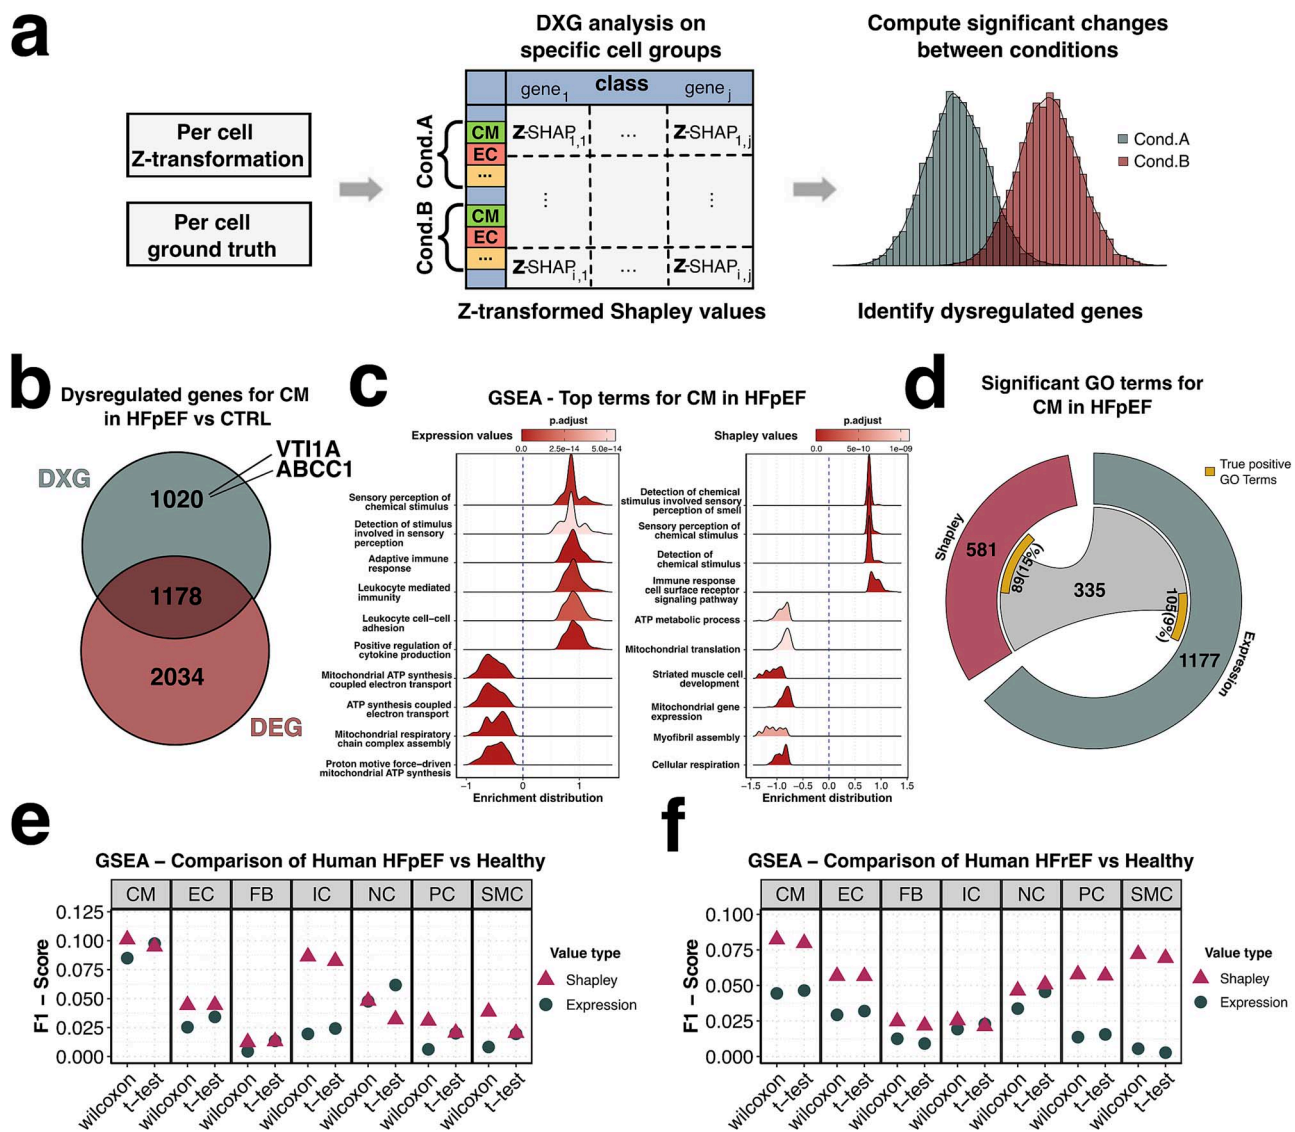 a
Per cell
Z-transformation
Per cell
ground truth
DXG analysis on
specific cell groups
class
gene1
genej
Cond.A
CM
EC
...
Cond.B
CM
EC
...
Z-SHAP1,1
...
Z-SHAP1,j
⋮
⋮
Z-SHAPi,1
...
Z-SHAPi,j
Z-transformed Shapley values
Compute significant changes
between conditions
Cond.A
Cond.B
Identify dysregulated genes
b
Dysregulated genes for CM
in HFpEF vs CTRL
VTI1A
ABCC1
DXG
1020
1178
2034
DEG
c
GSEA - Top terms for CM in HFpEF
p.adjust
Expression values
0.0 2.5e-14 5.0e-14
Sensory perception of
chemical stimulus
Detection of stimulus
involved in sensory
perception
Adaptive immune
response
Leukocyte mediated
immunity
Leukocyte cell-cell
adhesion
Positive regulation of
cytokine production
Mitochondrial ATP synthesis
coupled electron transport
ATP synthesis coupled
electron transport
Mitochondrial respiratory
chain complex assembly
Proton motive force-driven
mitochondrial ATP synthesis
−1 0 1
Enrichment distribution
p.adjust
Shapley values
0.0 5e-10 1e-09
Detection of chemical
stimulus involved sensory
perception of smell
Sensory perception of
chemical stimulus
Detection of
chemical stimulus
Immune response
cell surface receptor
signaling pathway
ATP metabolic process
Mitochondrial translation
Striated muscle cell
development
Mitochondrial gene
expression
Myofibril assembly
Cellular respiration
−1.5 −1.0 −0.5 0.0 0.5 1.0 1.5
Enrichment distribution
d
Significant GO terms for
CM in HFpEF
True positive
GO Terms
Shapley
581
89(15%)
335
105(9%)
1177
Expression
e
GSEA – Comparison of Human HFpEF vs Healthy
CM EC FB IC NC PC SMC
F1 – Score
0.125
0.100
0.075
0.050
0.025
0.000
wilcoxon t−test wilcoxon t−test wilcoxon t−test wilcoxon t−test wilcoxon t−test wilcoxon t−test wilcoxon t−test
Value type
Shapley
Expression
f
GSEA – Comparison of Human HFrEF vs Healthy
CM EC FB IC NC PC SMC
F1 – Score
0.100
0.075
0.050
0.025
0.000
wilcoxon t−test wilcoxon t−test wilcoxon t−test wilcoxon t−test wilcoxon t−test wilcoxon t−test wilcoxon t−test
Value type
Shapley
Expression